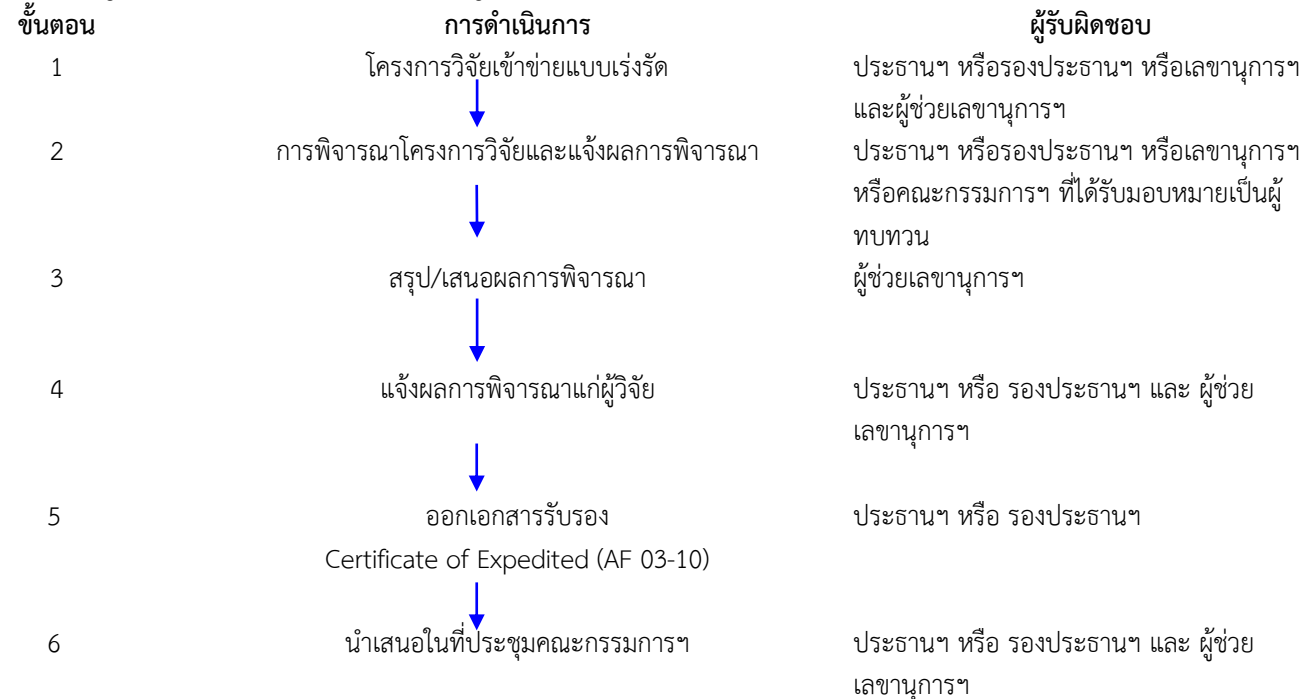 ขั้นตอน การดำเนินการ ผู้รับผิดชอบ
1 โครงการวิจัยเข้าข่ายแบบเร่งรัด ประธานฯ หรือรองประธานฯ หรือเลขานุการฯ
และผู้ช่วยเลขานุการฯ
2 การพิจารณาโครงการวิจัยและแจ้งผลการพิจารณา ประธานฯ หรือรองประธานฯ หรือเลขานุการฯ
หรือคณะกรรมการฯ ที่ได้รับมอบหมายเป็นผู้
ทบทวน
3 สรุป/เสนอผลการพิจารณา ผู้ช่วยเลขานุการฯ
4 แจ้งผลการพิจารณาแก่ผู้วิจัย ประธานฯ หรือ รองประธานฯ และ ผู้ช่วย
เลขานุการฯ
5 ออกเอกสารรับรอง ประธานฯ หรือ รองประธานฯ
Certificate of Expedited (AF 03-10)
6 นำเสนอในที่ประชุมคณะกรรมการฯ ประธานฯ หรือ รองประธานฯ และ ผู้ช่วย
เลขานุการฯ